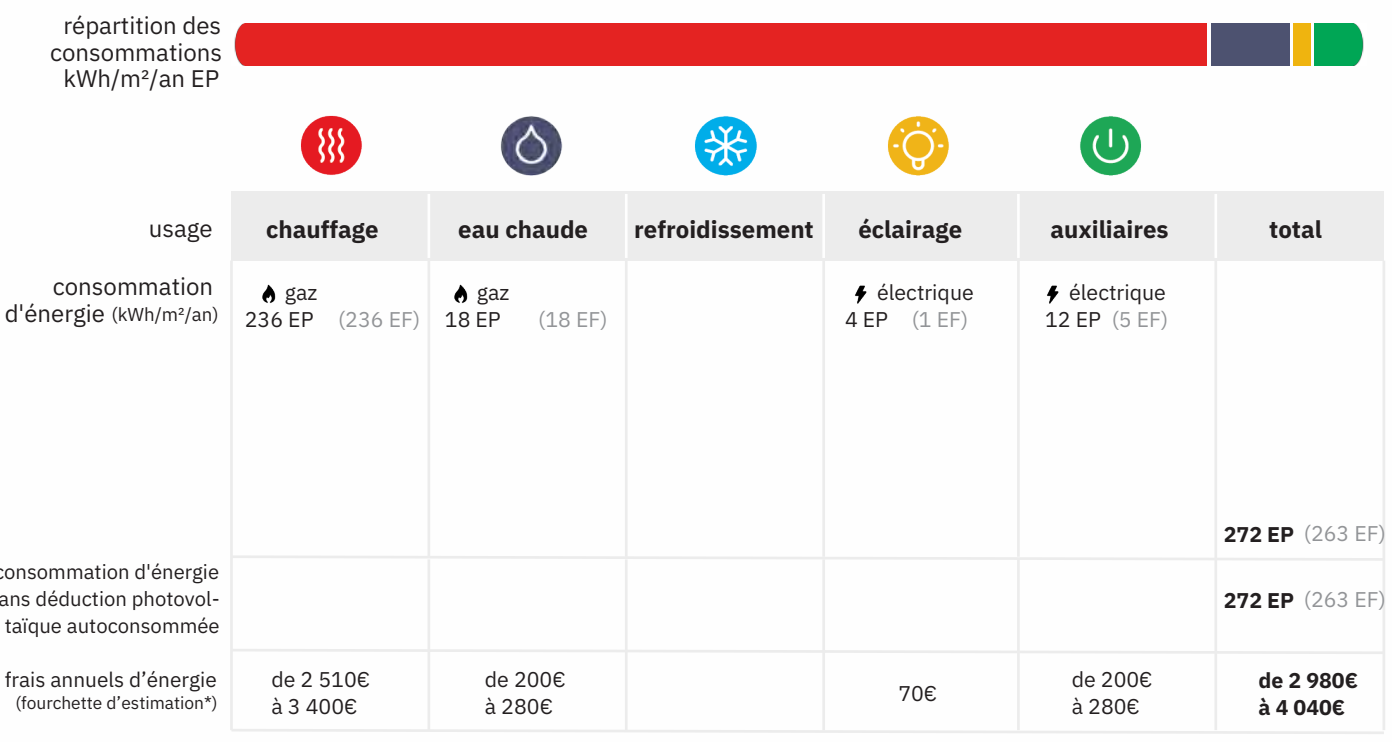 répartition des
consommations
kWh/m²/an EP
usage chauffage eau chaude refroidissement éclairage auxiliaires total
consommation
d'énergie (kWh/m²/an)
gaz gaz électrique électrique
236 EP (236 EF) 18 EP (18 EF) 4 EP (1 EF) 12 EP (5 EF)
272 EP (263 EF)
consommation d'énergie
ans déduction photovol-
taïque autoconsommée
272 EP (263 EF)
frais annuels d'énergie
(fourchette d'estimation*)
de 2 510€ de 200€ 70€ de 200€ de 2 980€
à 3 400€ à 280€ à 280€ à 4 040€